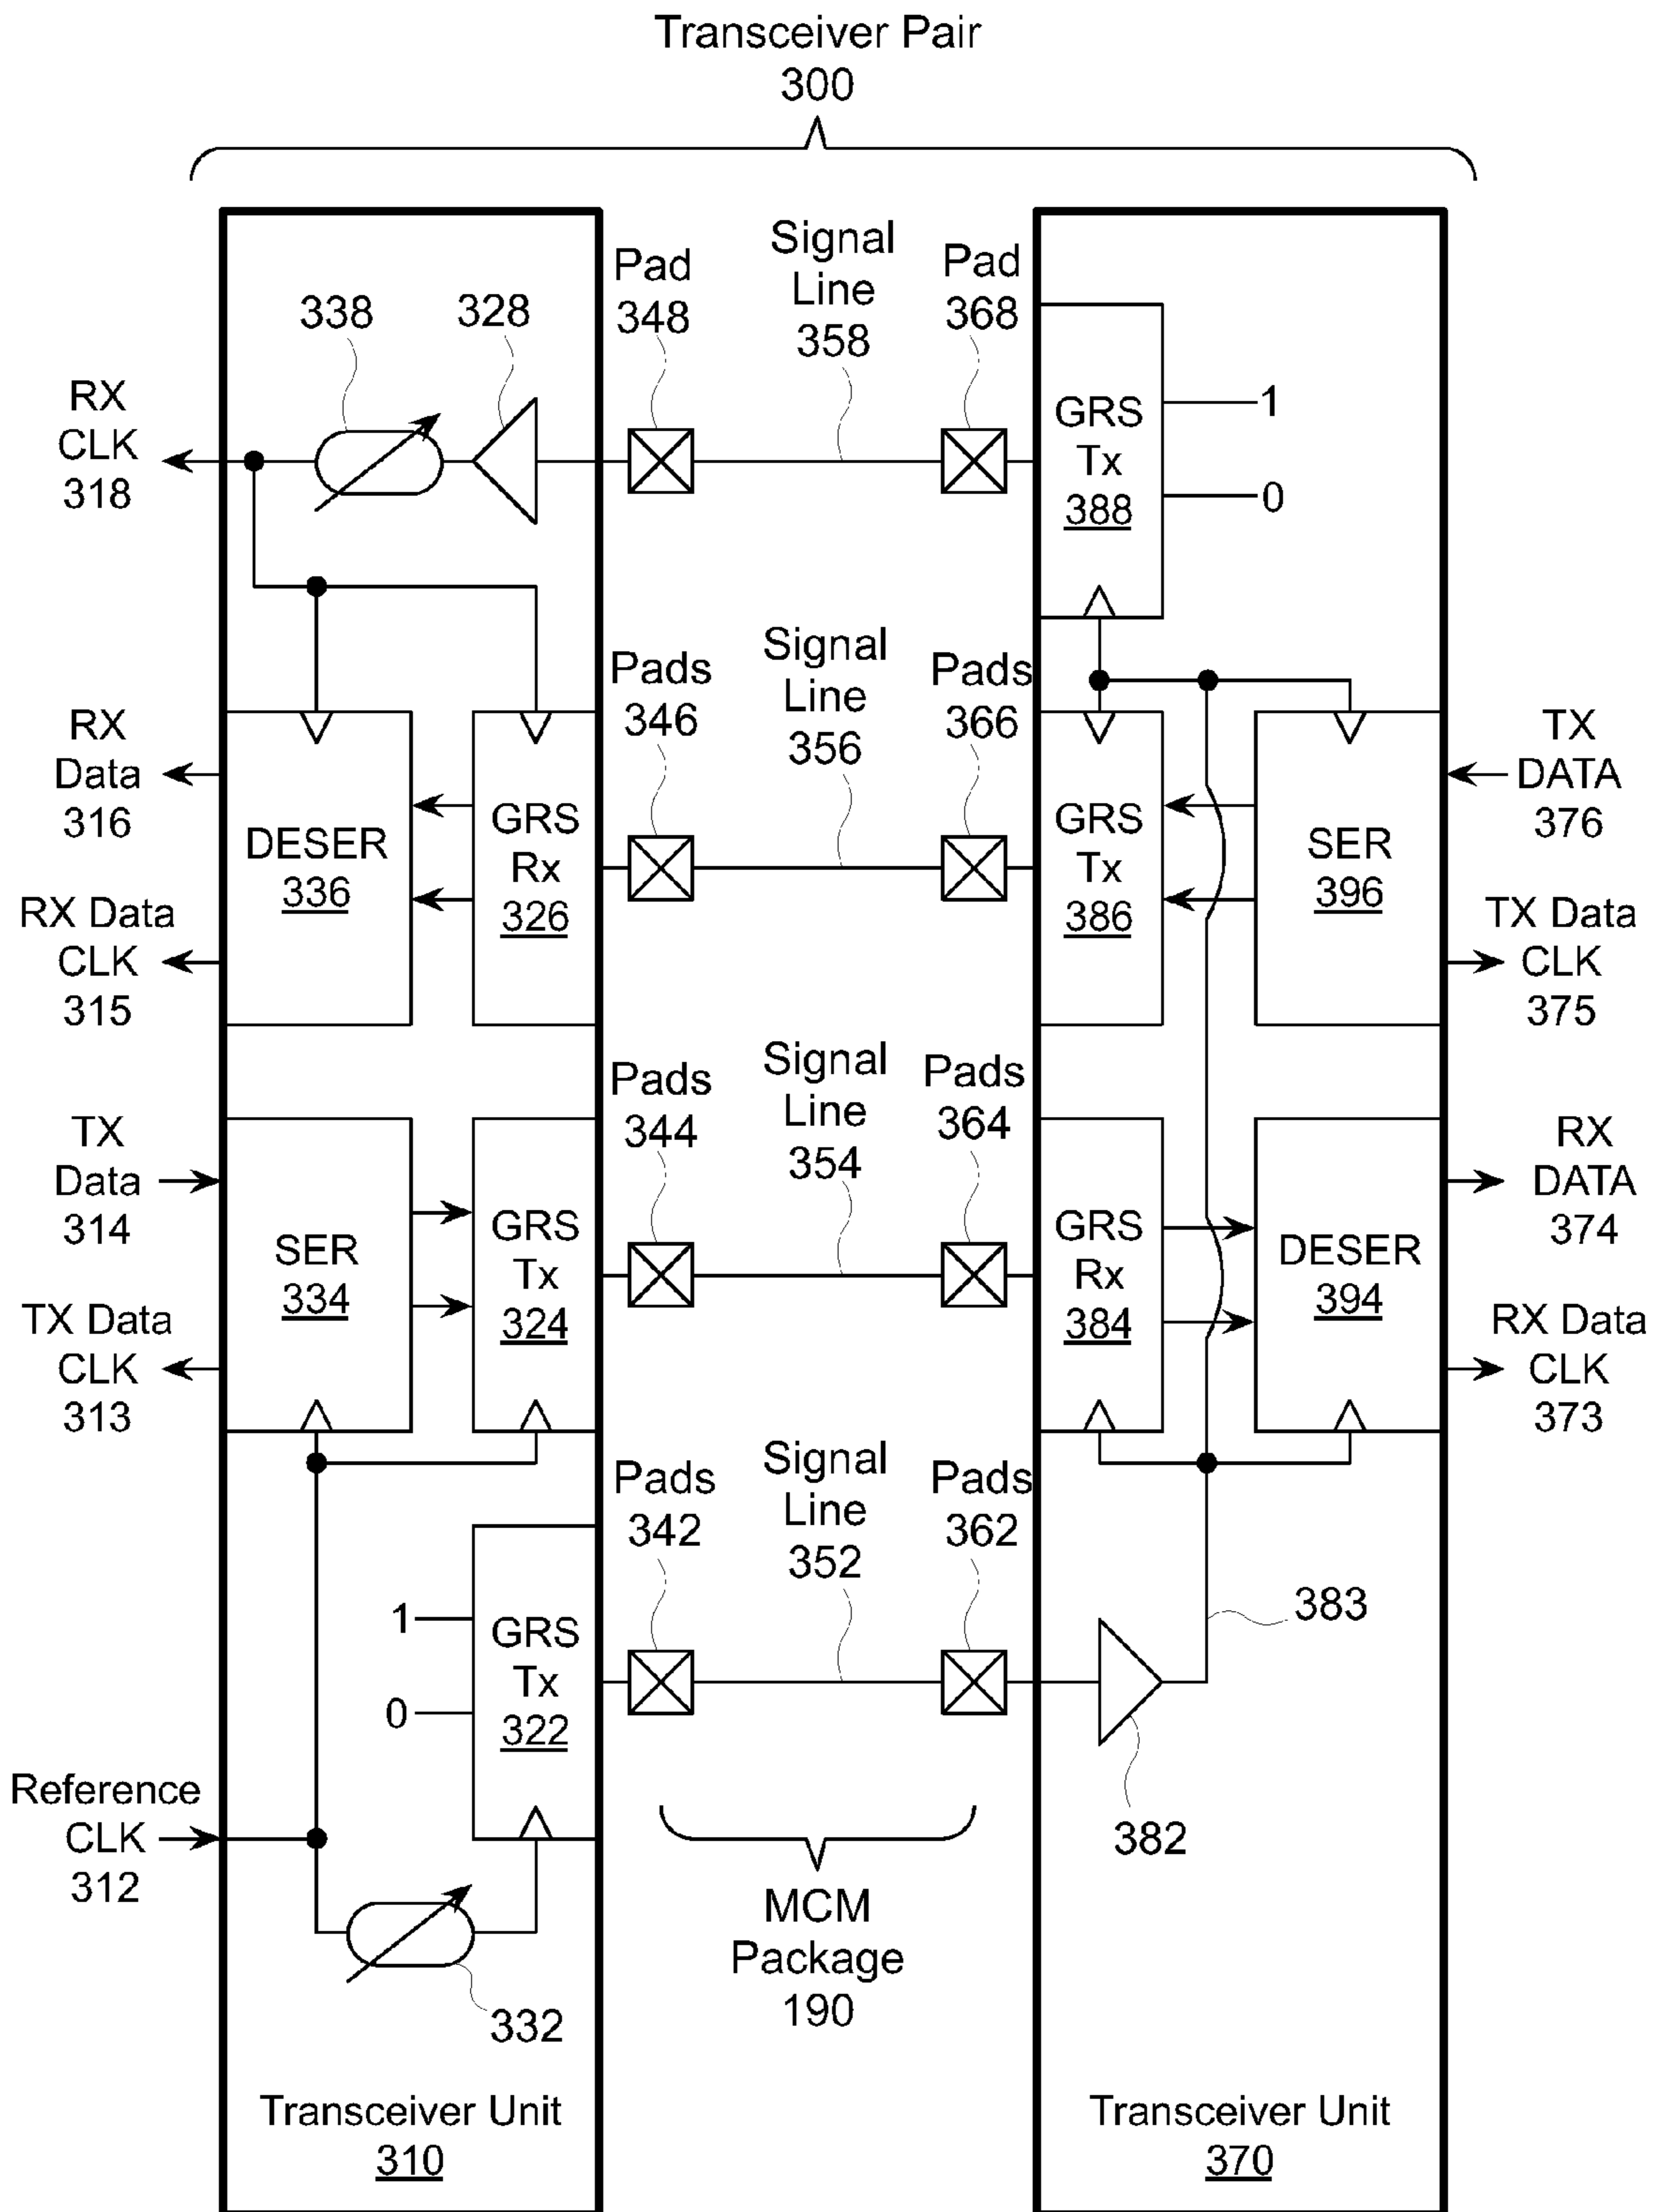 Transceiver Pair
300
Pad
348
Signal
Line
358
Pad
368
338
328
RX
CLK
318
GRS
Tx
388
1
0
Pads
346
Signal
Line
356
Pads
366
RX
Data
316
RX Data
CLK
315
DESER
336
GRS
Rx
326
GRS
Tx
386
SER
396
TX
DATA
376
TX Data
CLK
375
Pads
344
Signal
Line
354
Pads
364
TX
Data
314
TX Data
CLK
313
SER
334
GRS
Tx
324
GRS
Rx
384
DESER
394
RX
DATA
374
RX Data
CLK
373
Pads
342
Signal
Line
352
Pads
362
1
0
GRS
Tx
322
383
382
Reference
CLK
312
332
MCM
Package
190
Transceiver Unit
310
Transceiver Unit
370